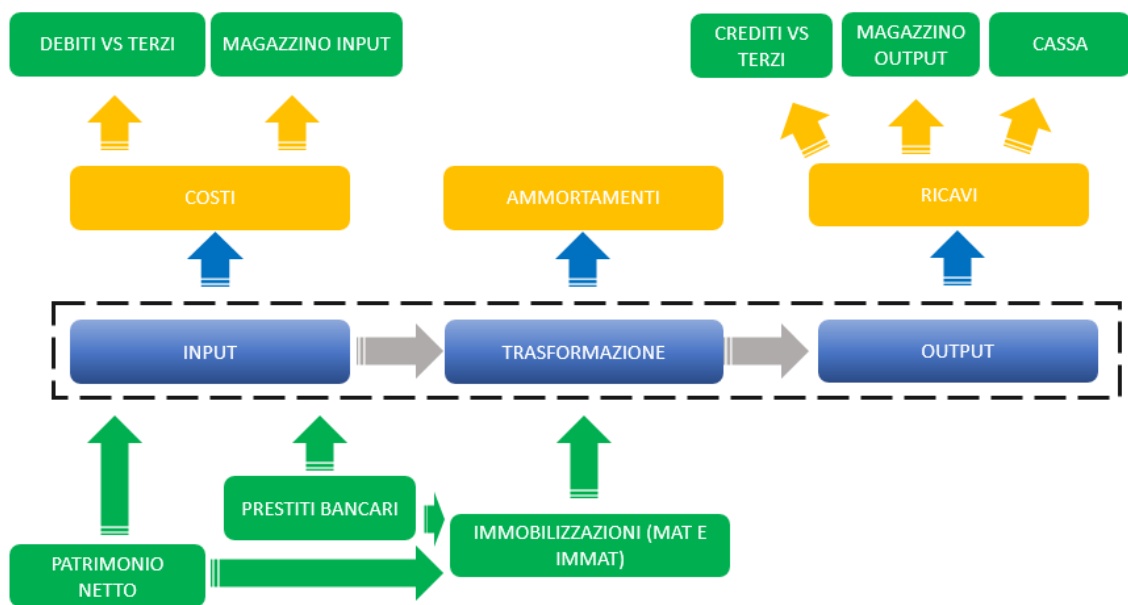 DEBITI VS TERZI
MAGAZZINO INPUT
CREDITI VS
TERZI
MAGAZZINO
OUTPUT
CASSA
COSTI
AMMORTAMENTI
RICAVI
INPUT
TRASFORMAZIONE
OUTPUT
PRESTITI BANCARI
IMMOBILIZZAZIONI (MAT E
IMMAT)
PATRIMONIO
NETTO